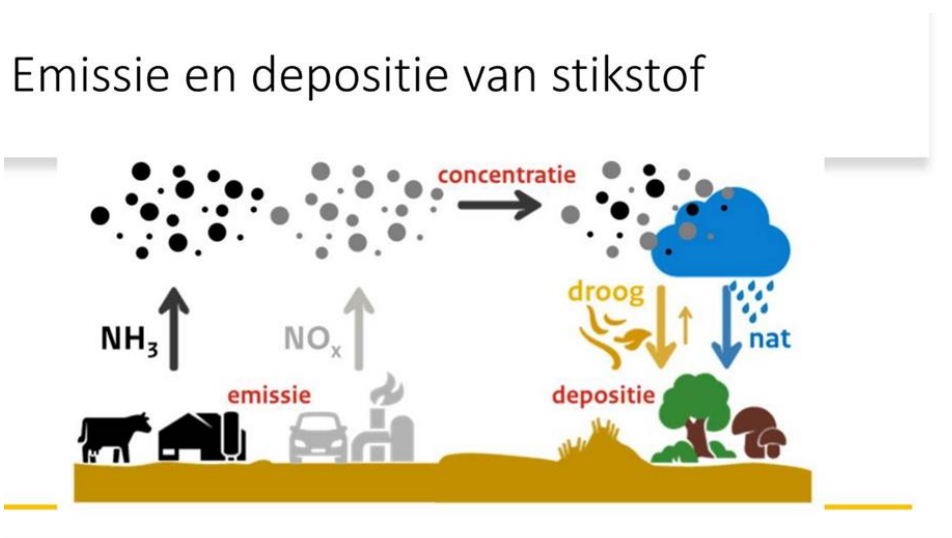 Emissie en depositie van stikstof
concentratie
droog
NH₃
NOₓ
nat
emissie
depositie